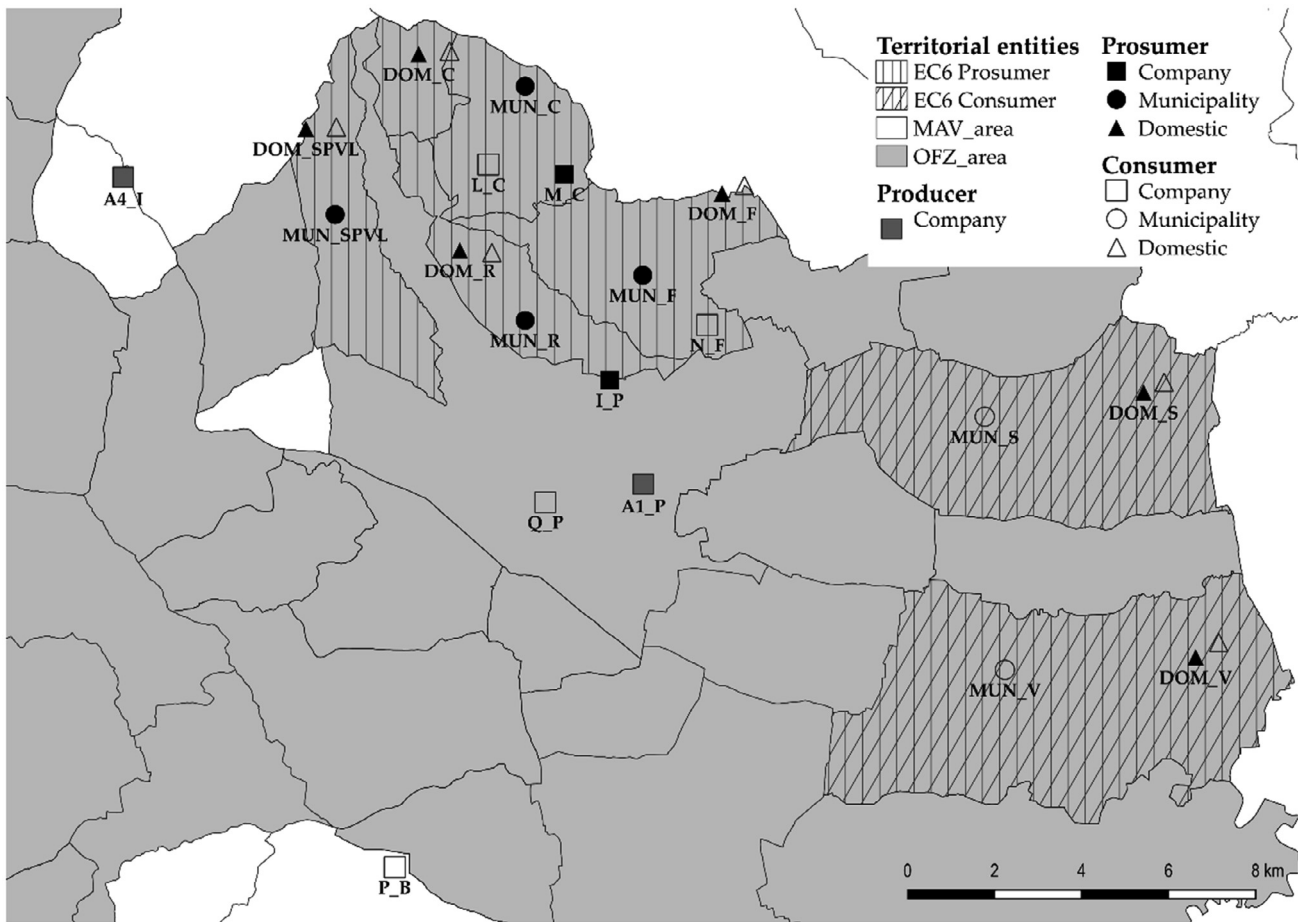 Territorial entities
EC6 Prosumer
EC6 Consumer
MAV_area
OFZ_area
Producer
Company
Prosumer
Company
Municipality
Domestic
Consumer
Company
Municipality
Domestic
DOM_C
MUN_C
DOM_SPVL
A4_I
L_C
M_C
DOM_F
MUN_SPVL
DOM_R
MUN_F
MUN_R
N_F
I_P
DOM_S
MUN_S
Q_P
A1_P
MUN_V
DOM_V
P_B
0 2 4 6 8 km